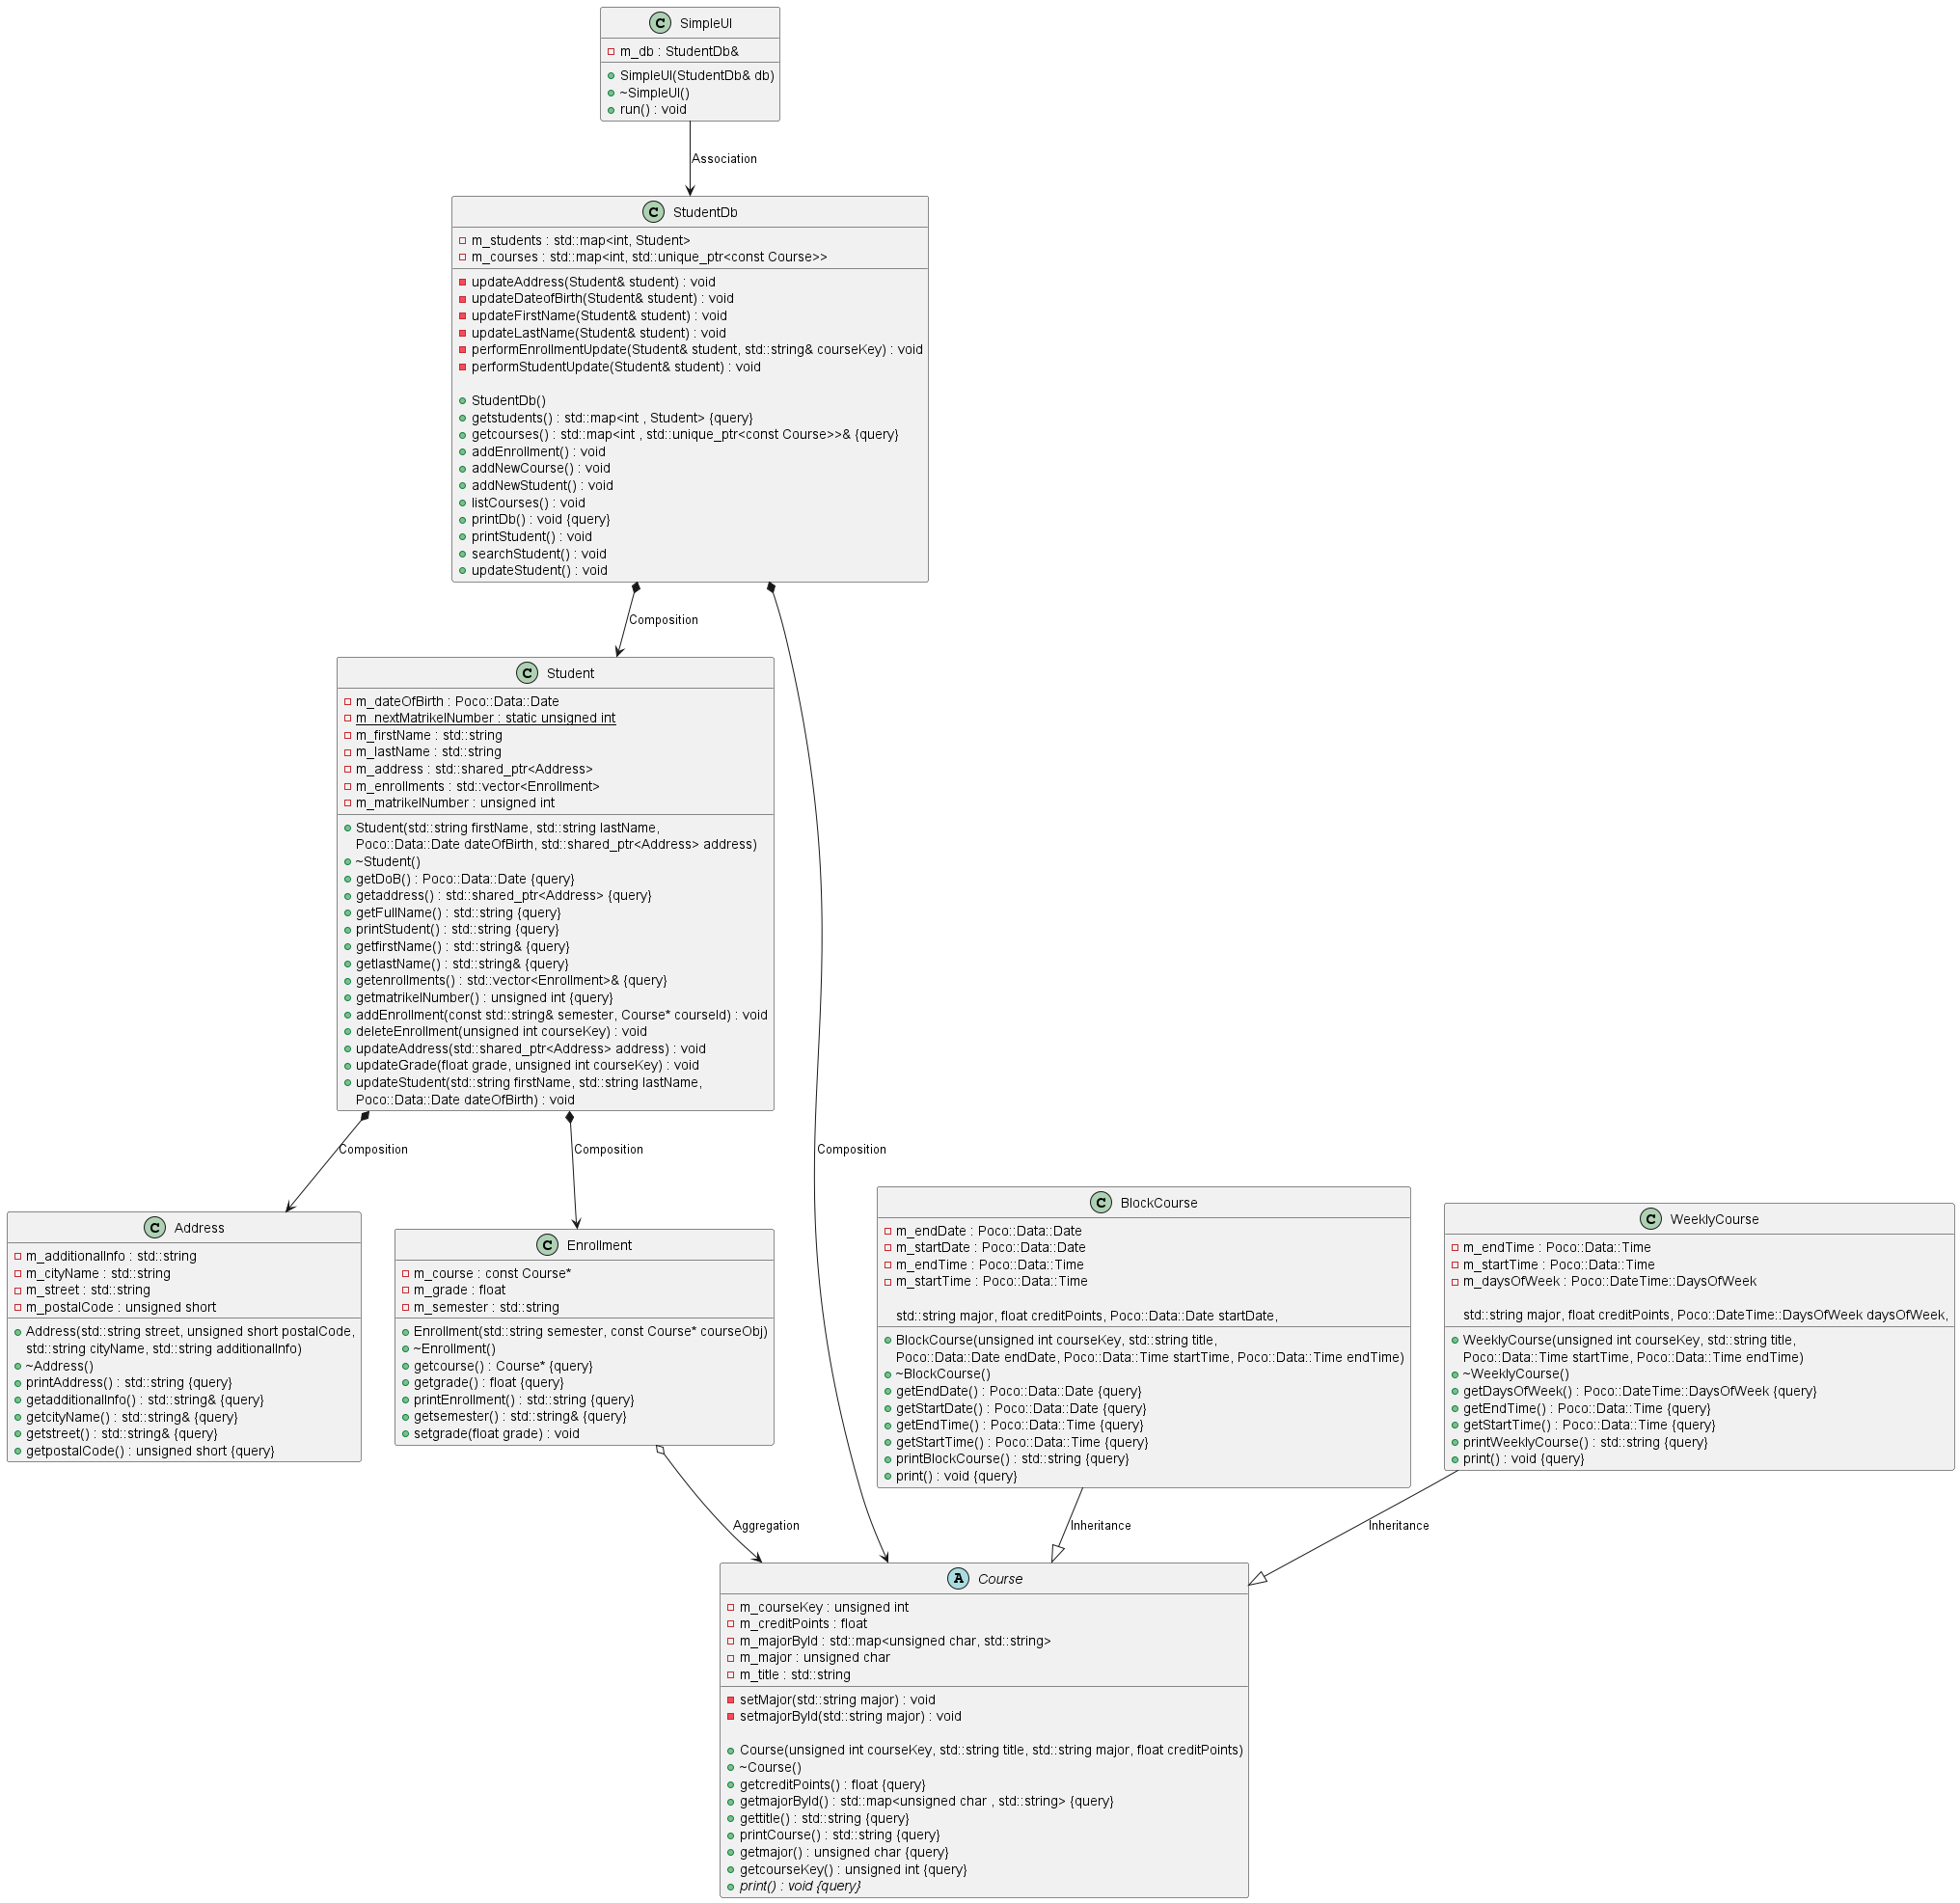 C SimpleUI
m_db : StudentDb&
SimpleUI(StudentDb& db)
~SimpleUI()
run() : void
Association
C StudentDb
m_students : std::map<int, Student>
m_courses : std::map<int, std::unique_ptr<const Course>>
updateAddress(Student& student) : void
updateDateofBirth(Student& student) : void
updateFirstName(Student& student) : void
updateLastName(Student& student) : void
performEnrollmentUpdate(Student& student, std::string& courseKey) : void
performStudentUpdate(Student& student) : void
StudentDb()
getstudents() : std::map<int , Student> {query}
getcourses() : std::map<int , std::unique_ptr<const Course>>& {query}
addEnrollment() : void
addNewCourse() : void
addNewStudent() : void
listCourses() : void
printDb() : void {query}
printStudent() : void
searchStudent() : void
updateStudent() : void
Composition
C Student
m_dateOfBirth : Poco::Data::Date
m_nextMatrikelNumber : static unsigned int
m_firstName : std::string
m_lastName : std::string
m_address : std::shared_ptr<Address>
m_enrollments : std::vector<Enrollment>
m_matrikelNumber : unsigned int
Student(std::string firstName, std::string lastName,
Poco::Data::Date dateOfBirth, std::shared_ptr<Address> address)
~Student()
getDoB() : Poco::Data::Date {query}
getaddress() : std::shared_ptr<Address> {query}
getFullName() : std::string {query}
printStudent() : std::string {query}
getfirstName() : std::string& {query}
getlastName() : std::string& {query}
getenrollments() : std::vector<Enrollment>& {query}
getmatrikelNumber() : unsigned int {query}
addEnrollment(const std::string& semester, Course* courseId) : void
deleteEnrollment(unsigned int courseKey) : void
updateAddress(std::shared_ptr<Address> address) : void
updateGrade(float grade, unsigned int courseKey) : void
updateStudent(std::string firstName, std::string lastName,
Poco::Data::Date dateOfBirth) : void
Composition
Composition
Composition
C Address
m_additionalInfo : std::string
m_cityName : std::string
m_street : std::string
m_postalCode : unsigned short
Address(std::string street, unsigned short postalCode,
std::string cityName, std::string additionalInfo)
~Address()
printAddress() : std::string {query}
getadditionalInfo() : std::string& {query}
getcityName() : std::string& {query}
getstreet() : std::string& {query}
getpostalCode() : unsigned short {query}
C Enrollment
m_course : const Course*
m_grade : float
m_semester : std::string
Enrollment(std::string semester, const Course* courseObj)
~Enrollment()
getcourse() : Course* {query}
getgrade() : float {query}
printEnrollment() : std::string {query}
getsemester() : std::string& {query}
setgrade(float grade) : void
C BlockCourse
m_endDate : Poco::Data::Date
m_startDate : Poco::Data::Date
m_endTime : Poco::Data::Time
m_startTime : Poco::Data::Time
std::string major, float creditPoints, Poco::Data::Date startDate,
BlockCourse(unsigned int courseKey, std::string title,
Poco::Data::Date endDate, Poco::Data::Time startTime, Poco::Data::Time endTime)
~BlockCourse()
getEndDate() : Poco::Data::Date {query}
getStartDate() : Poco::Data::Date {query}
getEndTime() : Poco::Data::Time {query}
getStartTime() : Poco::Data::Time {query}
printBlockCourse() : std::string {query}
print() : void {query}
C WeeklyCourse
m_endTime : Poco::Data::Time
m_startTime : Poco::Data::Time
m_daysOfWeek : Poco::DateTime::DaysOfWeek
std::string major, float creditPoints, Poco::DateTime::DaysOfWeek daysOfWeek,
WeeklyCourse(unsigned int courseKey, std::string title,
Poco::Data::Time startTime, Poco::Data::Time endTime)
~WeeklyCourse()
getDaysOfWeek() : Poco::DateTime::DaysOfWeek {query}
getEndTime() : Poco::Data::Time {query}
getStartTime() : Poco::Data::Time {query}
printWeeklyCourse() : std::string {query}
print() : void {query}
Aggregation
Inheritance
Inheritance
A Course
m_courseKey : unsigned int
m_creditPoints : float
m_majorById : std::map<unsigned char, std::string>
m_major : unsigned char
m_title : std::string
setMajor(std::string major) : void
setmajorById(std::string major) : void
Course(unsigned int courseKey, std::string title, std::string major, float creditPoints)
~Course()
getcreditPoints() : float {query}
getmajorById() : std::map<unsigned char , std::string> {query}
gettitle() : std::string {query}
printCourse() : std::string {query}
getmajor() : unsigned char {query}
getcourseKey() : unsigned int {query}
print() : void {query}